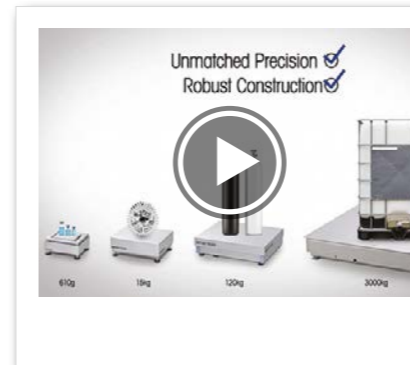 Unmatched Precision
Robust Construction
610g
15kg
120kg
3000kg